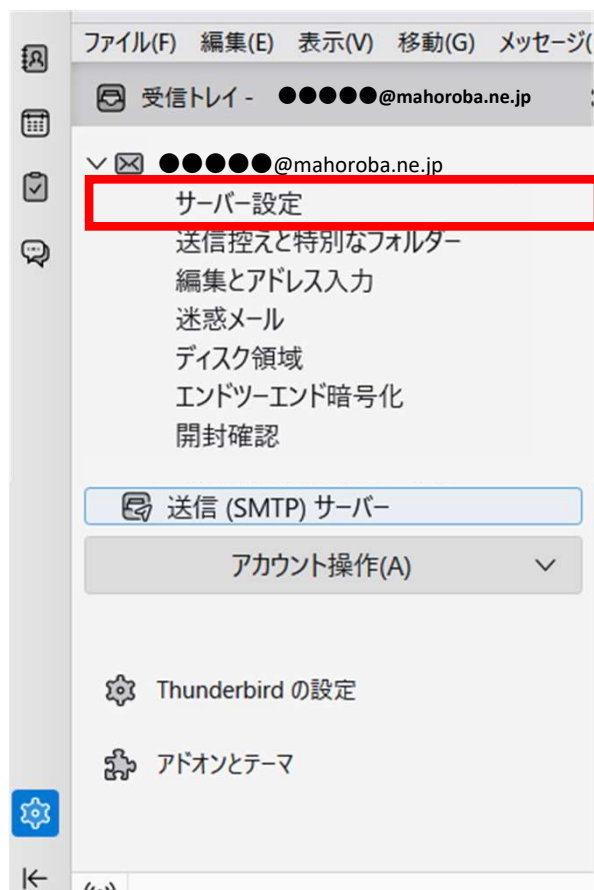 ファイル(F) 編集(E) 表示(V) 移動(G) メッセージ(
受信トレイ - ●●●●●@mahoroba.ne.jp
●●●●●@mahoroba.ne.jp
サーバー設定
送信控えと特別なフォルダー
編集とアドレス入力
迷惑メール
ディスク領域
エンドツーエンド暗号化
開封確認
送信 (SMTP) サーバー
アカウント操作(A)
Thunderbird の設定
アドオンとテーマ